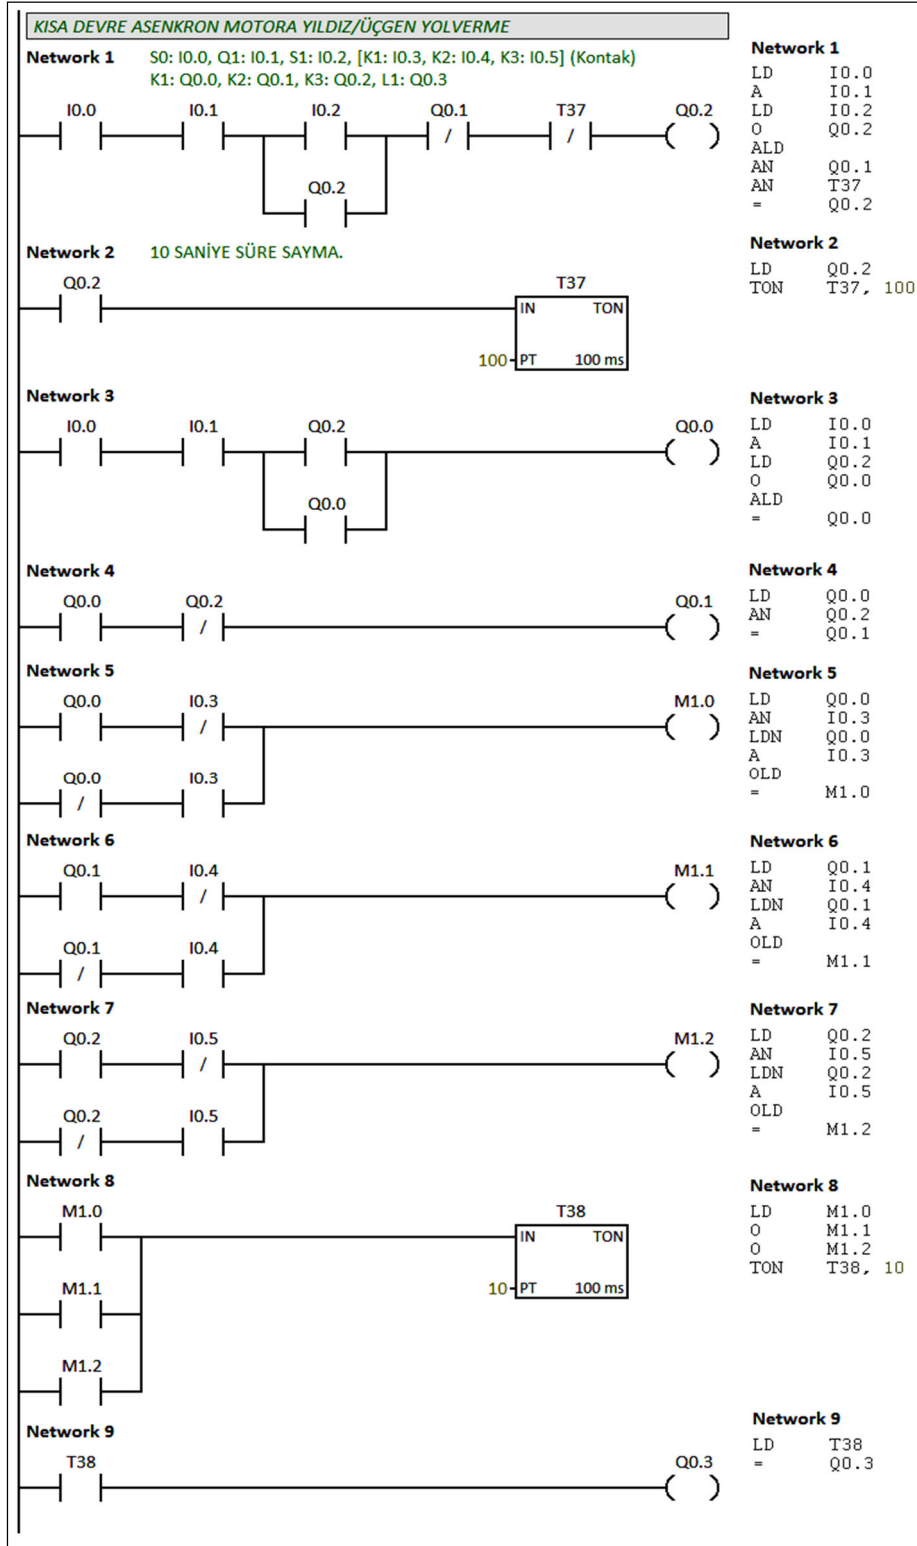 KISA DEVRE ASENKRON MOTORA YILDIZ/ÜÇGEN YOLVERME
Network 1 S0: I0.0, Q1: I0.1, S1: I0.2, [K1: I0.3, K2: I0.4, K3: I0.5] (Kontak)
K1: Q0.0, K2: Q0.1, K3: Q0.2, L1: Q0.3
I0.0 I0.1 I0.2 Q0.1 T37 Q0.2
/ /
Q0.2
Network 1
LD I0.0
A I0.1
LD I0.2
O Q0.2
ALD
AN Q0.1
AN T37
= Q0.2
Network 2 10 SANİYE SÜRE SAYMA.
Q0.2 T37
IN TON
100 PT 100 ms
Network 2
LD Q0.2
TON T37, 100
Network 3
I0.0 I0.1 Q0.2 Q0.0
Q0.0
Network 3
LD I0.0
A I0.1
LD Q0.2
O Q0.0
ALD
= Q0.0
Network 4
Q0.0 Q0.2 Q0.1
/
Network 4
LD Q0.0
AN Q0.2
= Q0.1
Network 5
Q0.0 I0.3 M1.0
/
Q0.0 I0.3
/
Network 5
LD Q0.0
AN I0.3
LDN Q0.0
A I0.3
OLD
= M1.0
Network 6
Q0.1 I0.4 M1.1
/
Q0.1 I0.4
/
Network 6
LD Q0.1
AN I0.4
LDN Q0.1
A I0.4
OLD
= M1.1
Network 7
Q0.2 I0.5 M1.2
/
Q0.2 I0.5
/
Network 7
LD Q0.2
AN I0.5
LDN Q0.2
A I0.5
OLD
= M1.2
Network 8
M1.0 T38
IN TON
M1.1
10 PT 100 ms
M1.2
Network 8
LD M1.0
O M1.1
O M1.2
TON T38, 10
Network 9
T38 Q0.3
Network 9
LD T38
= Q0.3